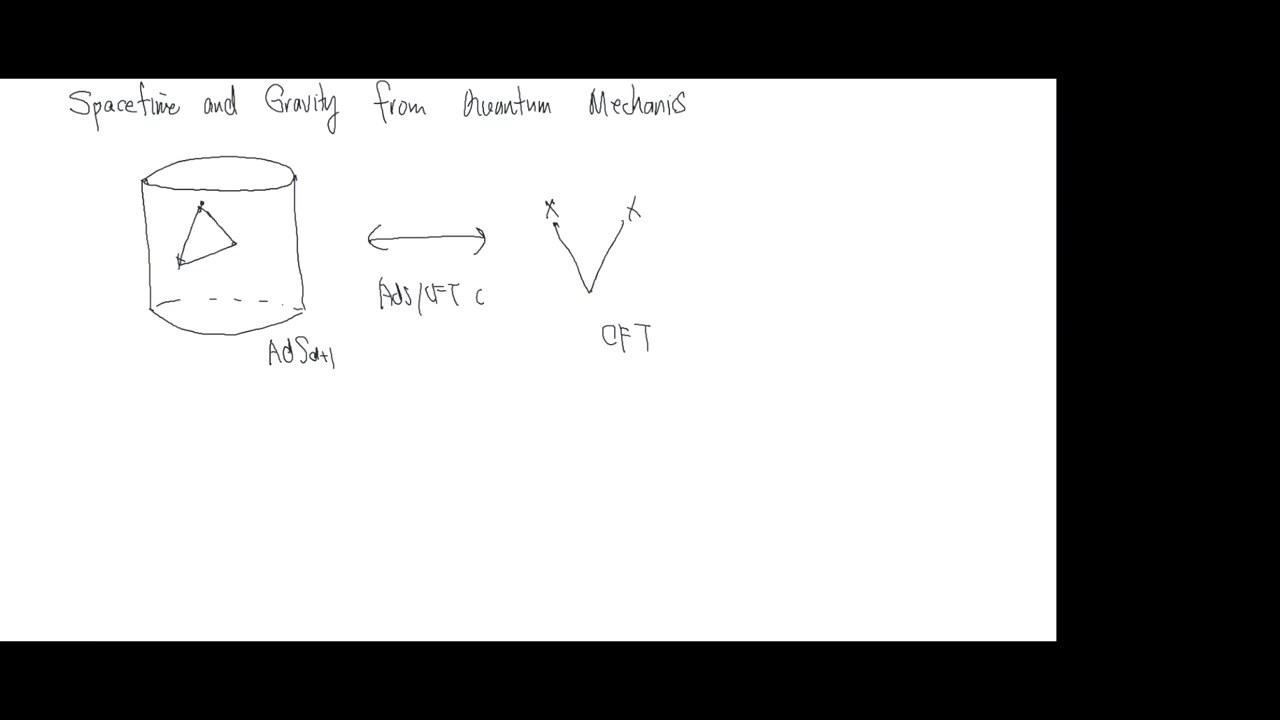 Spacetime and Gravity from Quantum Mechanics
x x
AdS/CFT c
CFT
AdSd+1